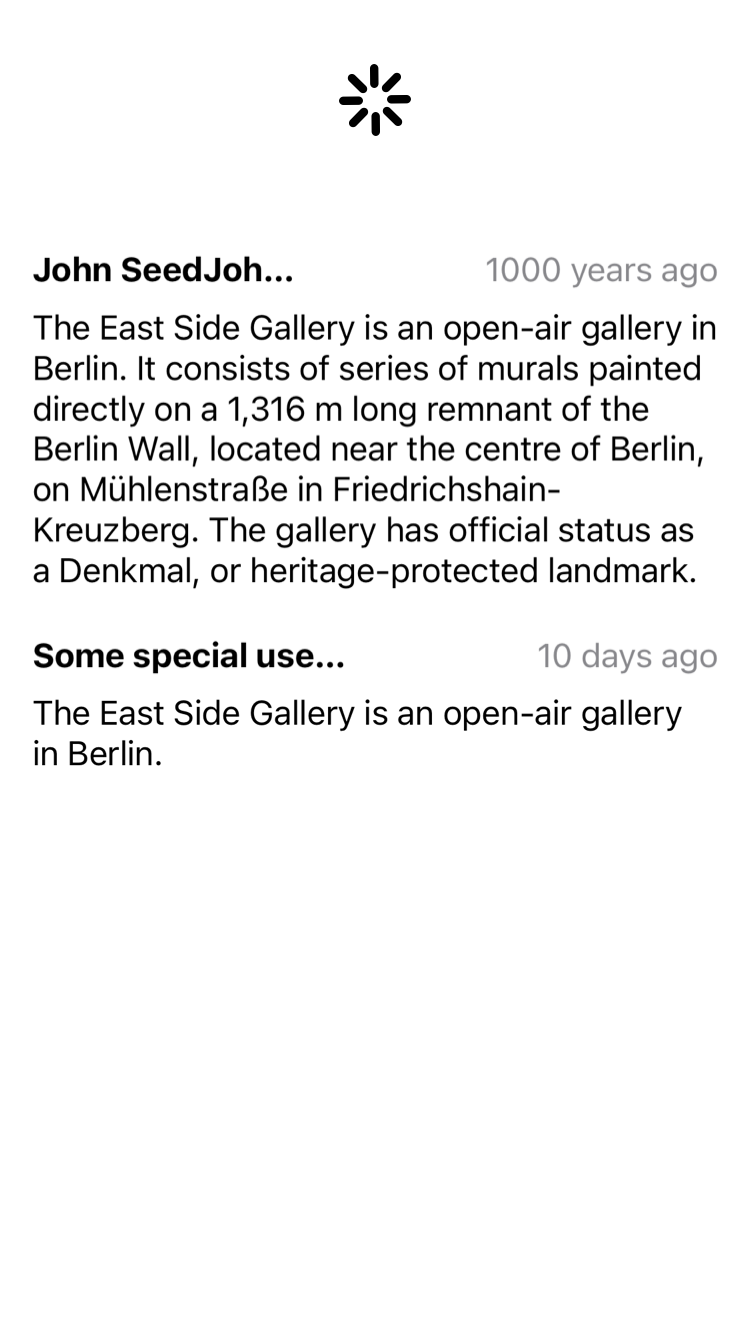 John SeedJoh... 1000 years ago
The East Side Gallery is an open-air gallery in
Berlin. It consists of series of murals painted
directly on a 1,316 m long remnant of the
Berlin Wall, located near the centre of Berlin,
on Mühlenstraße in Friedrichshain-
Kreuzberg. The gallery has official status as
a Denkmal, or heritage-protected landmark.
Some special use... 10 days ago
The East Side Gallery is an open-air gallery
in Berlin.